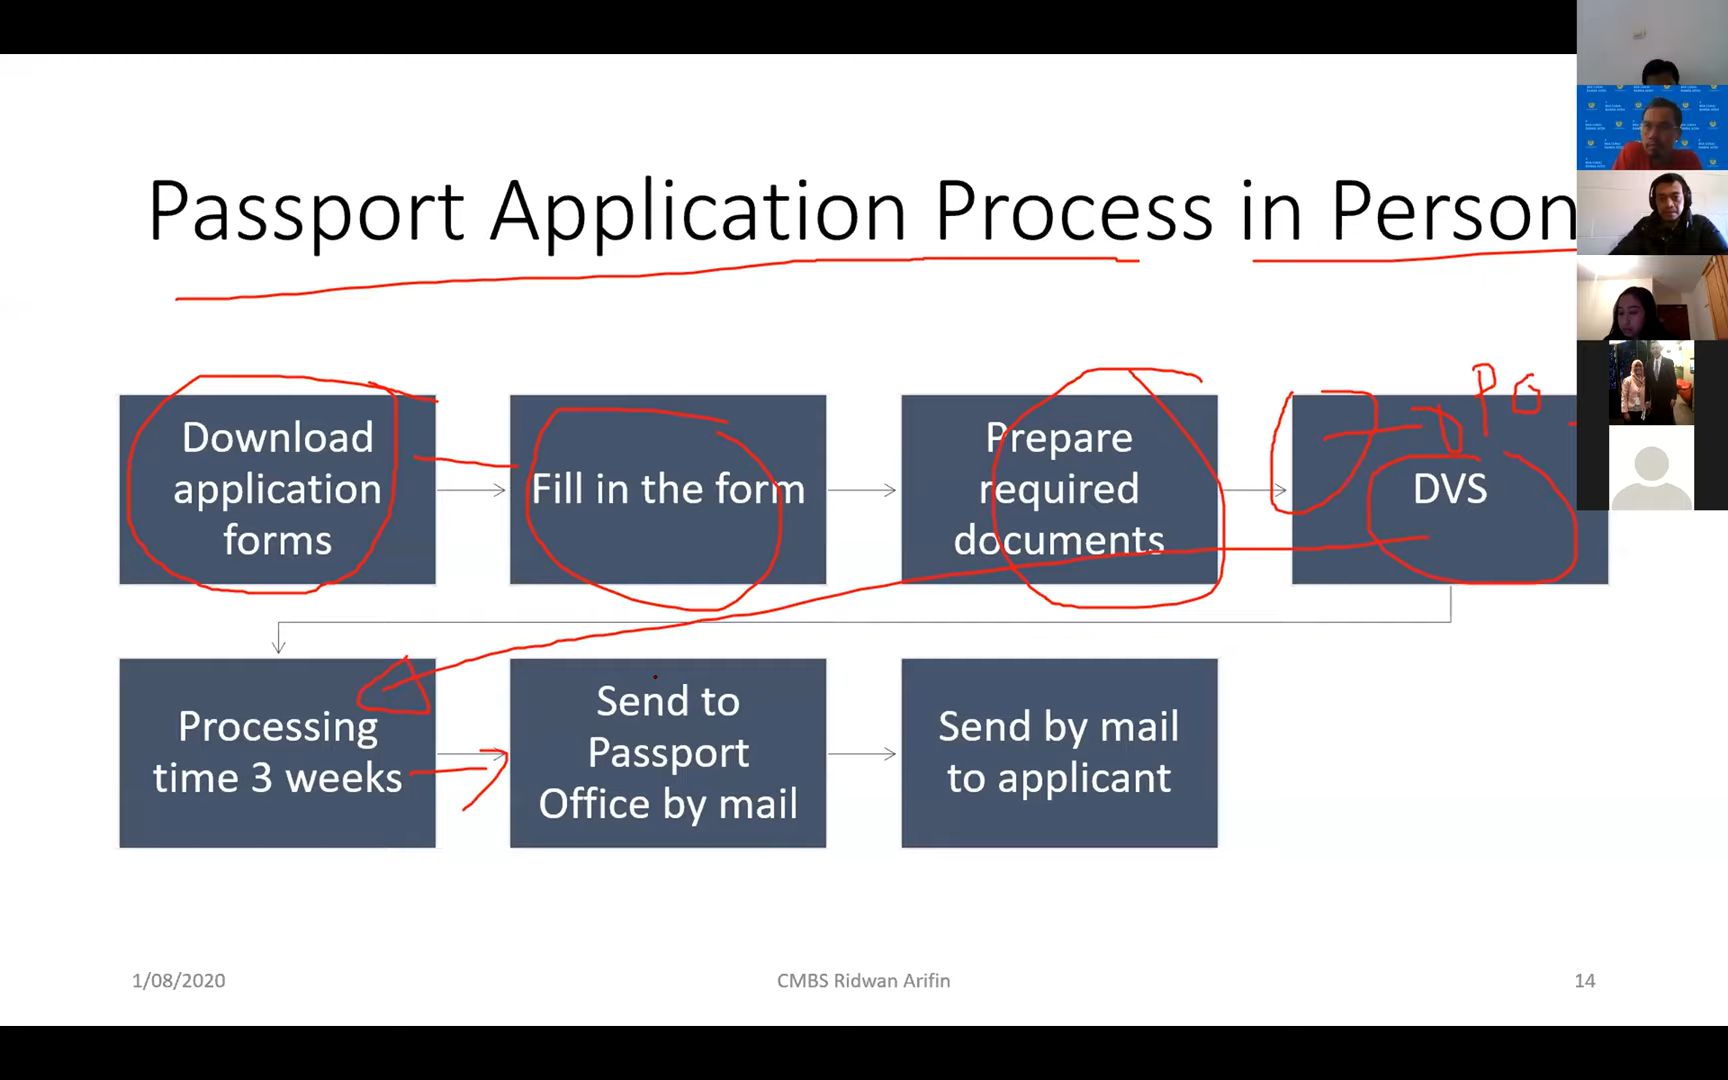 Passport Application Process in Person
Download
application
forms
Fill in the form
Prepare
required
documents
P O
D
DVS
Processing
time 3 weeks
Send to
Passport
Office by mail
Send by mail
to applicant
1/08/2020
CMBS Ridwan Arifin
14